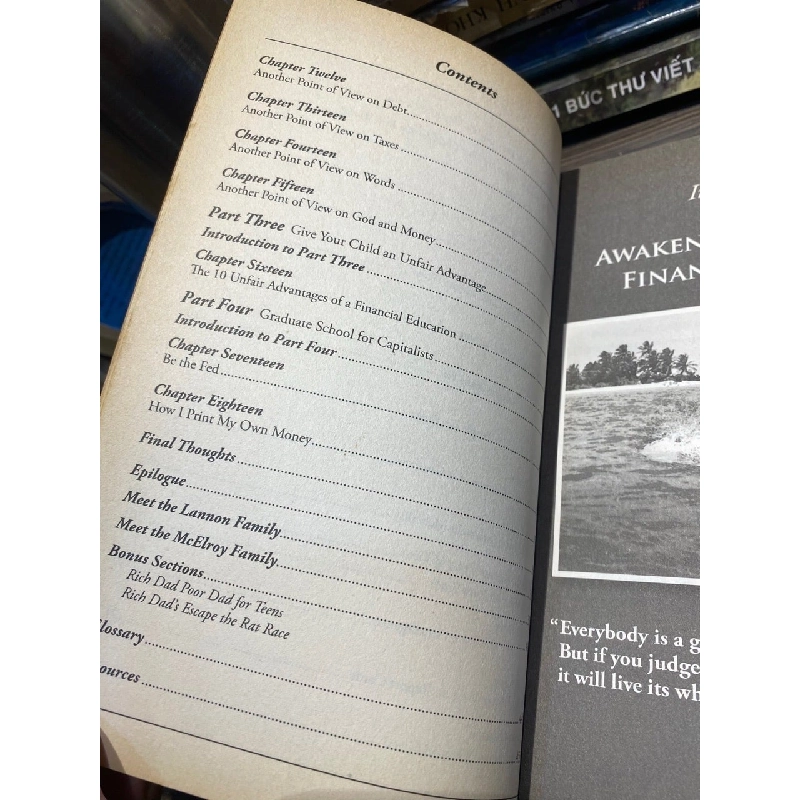 Contents
Chapter Twelve
Another Point of View on Debt
Chapter Thirteen
Another Point of View on Taxes
Chapter Fourteen
Another Point of View on Words
Chapter Fifteen
Another Point of View on God and Money
Part Three Give Your Child an Unfair Advantage
Introduction to Part Three
Chapter Sixteen
The 10 Unfair Advantages of a Financial Education
Part Four Graduate School for Capitalists
Introduction to Part Four
Chapter Seventeen
Be the Fed
Chapter Eighteen
How I Print My Own Money
Final Thoughts
Epilogue
Meet the Lannon Family
Meet the McElroy Family
Bonus Sections
Rich Dad Poor Dad for Teens
Rich Dad's Escape the Rat Race
lossary
ources
1 BỨC THƯ VIẾT
AWAKEN
FINAN
"Everybody is a g
But if you judge
it will live its wh